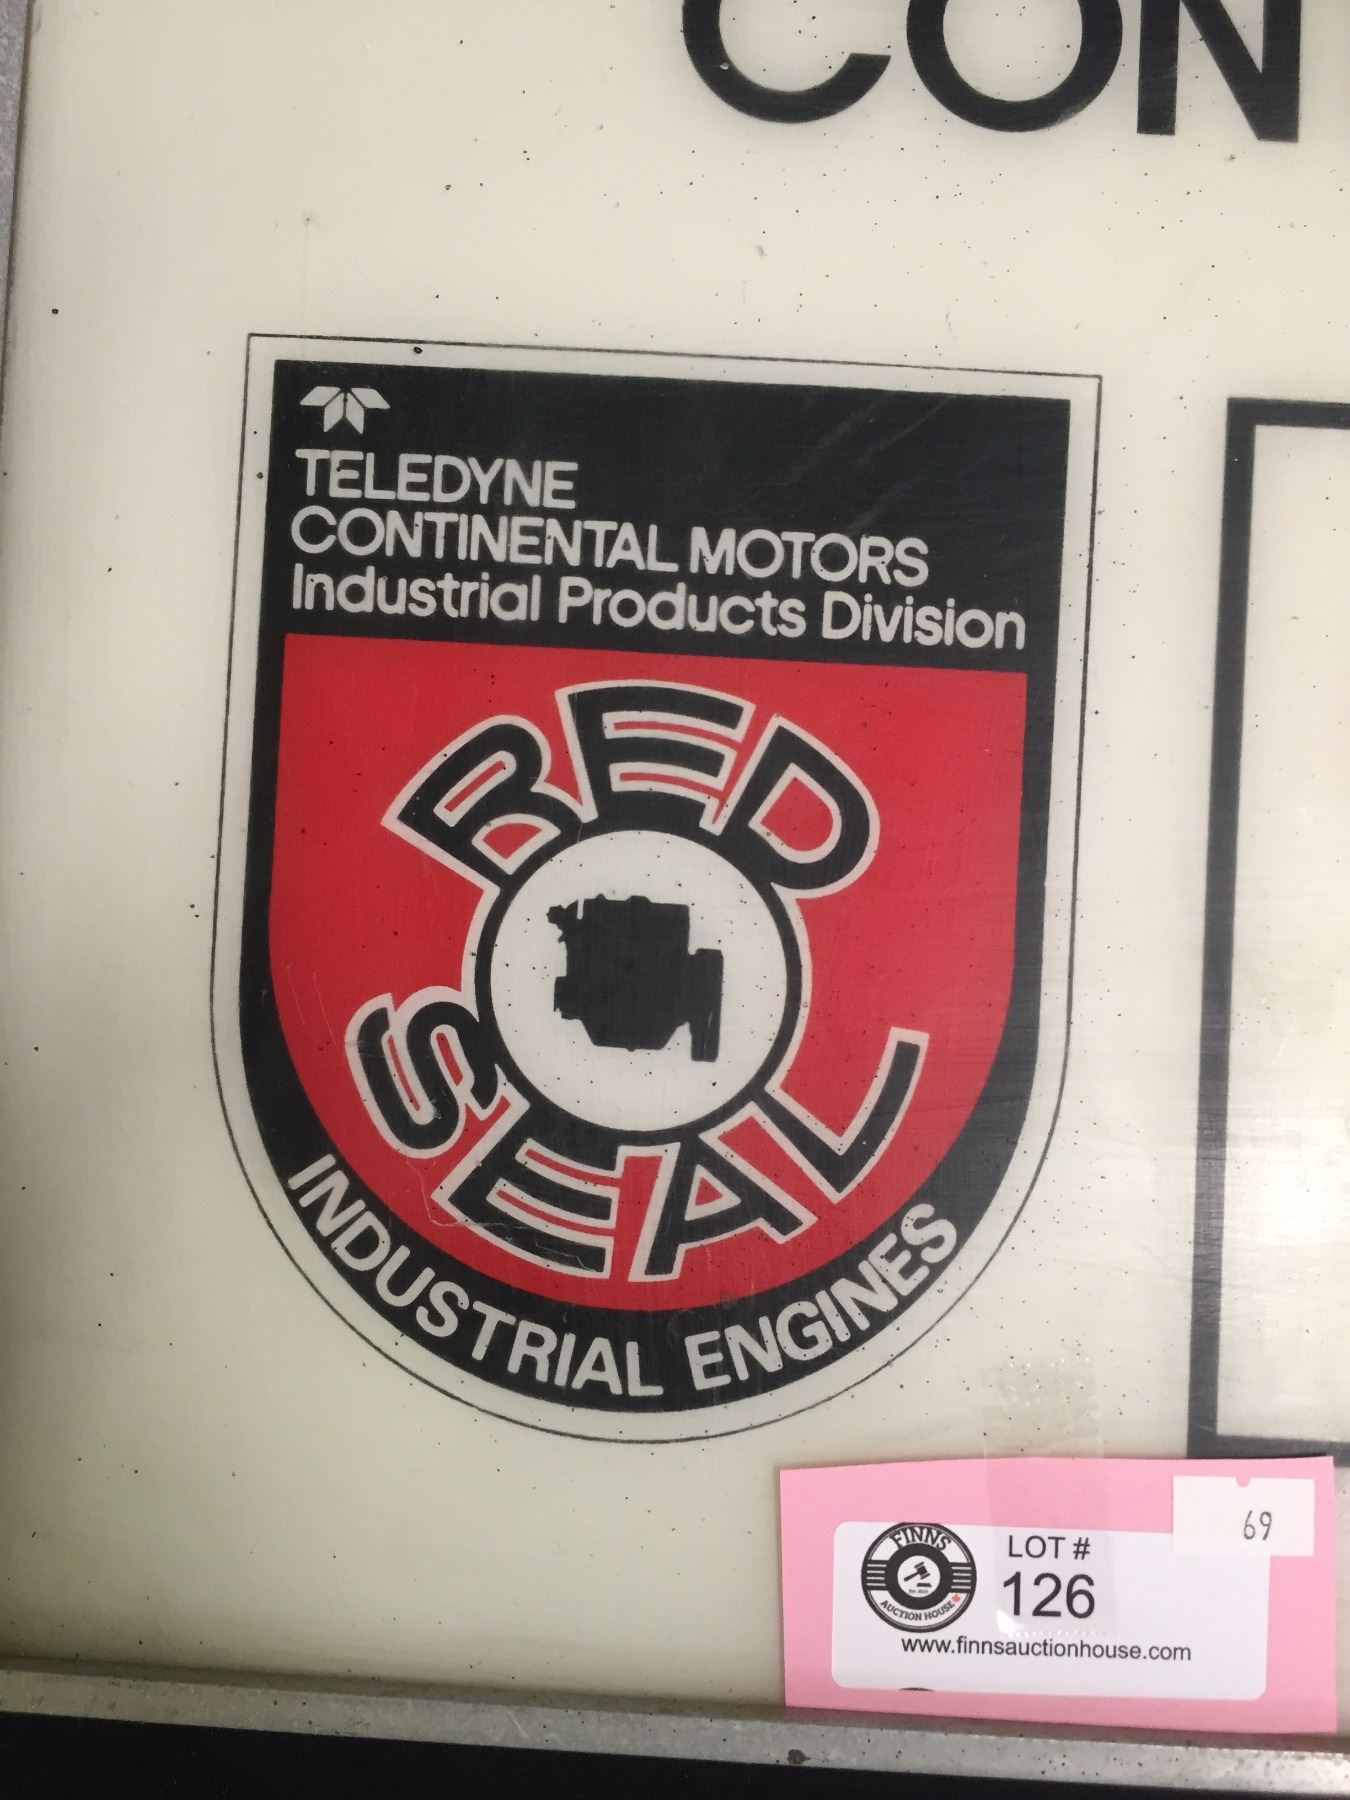 CON
TELEDYNE
CONTINENTAL MOTORS
Industrial Products Division
RED
SEAL
INDUSTRIAL ENGINES
69
FINNS
AUCTION HOUSE
LOT #
126
www.finnsauctionhouse.com